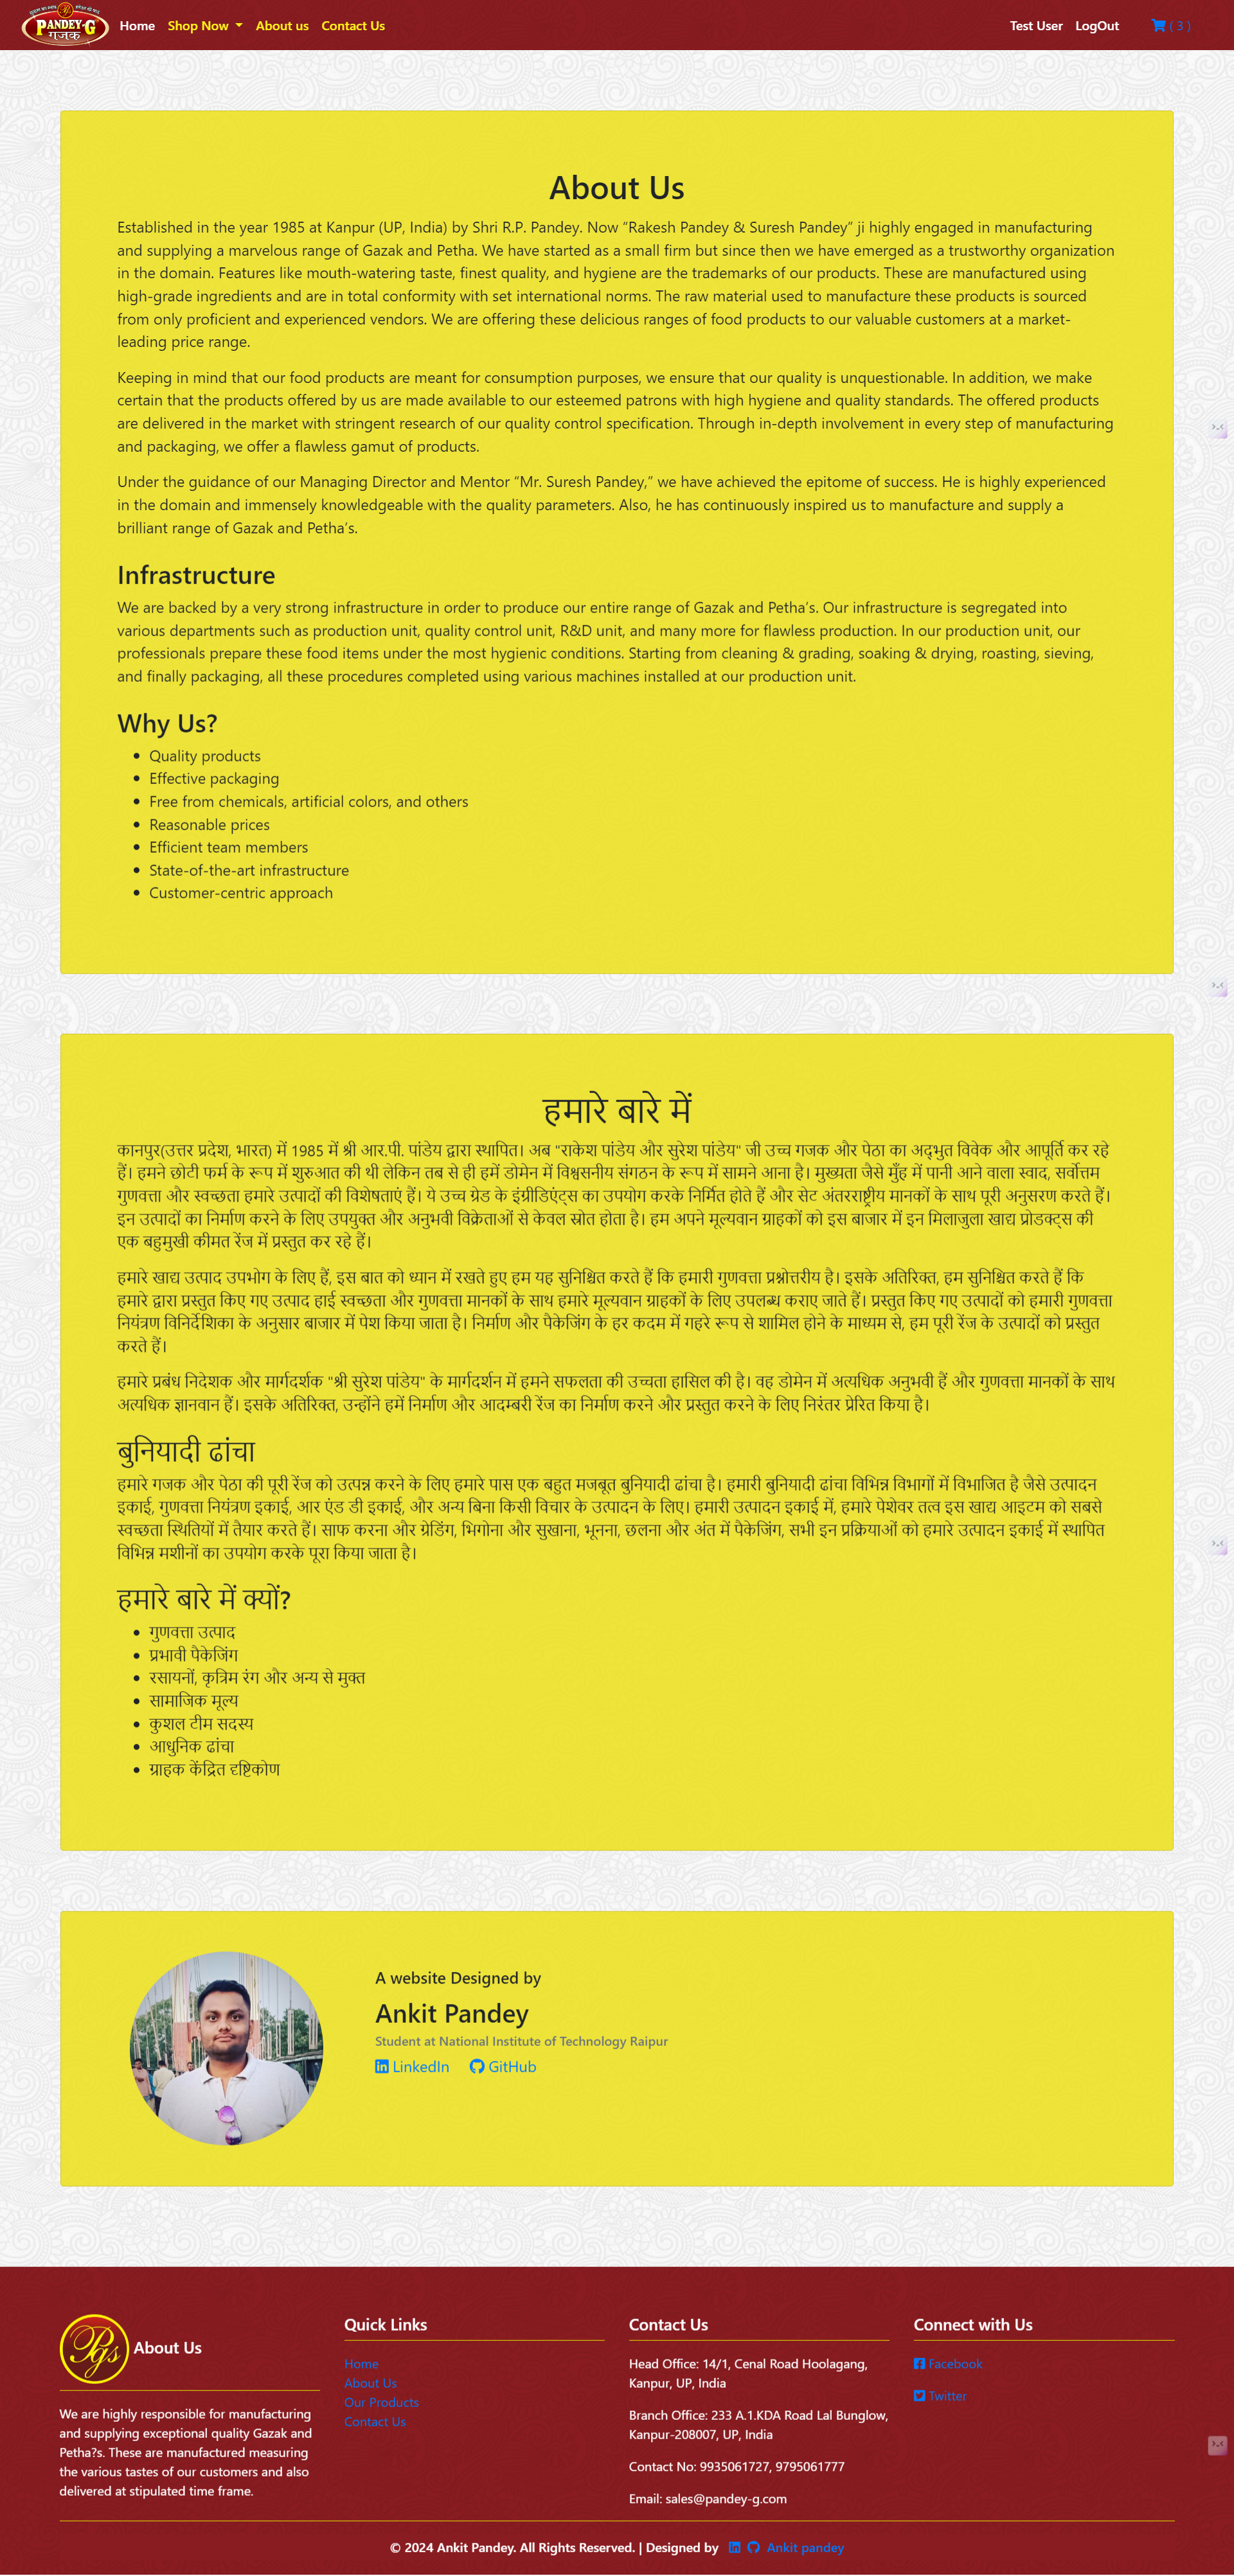 PANDEY-G
गजक
Home Shop Now About us Contact Us Test User LogOut ( 3 )
About Us
Established in the year 1985 at Kanpur (UP, India) by Shri R.P. Pandey. Now “Rakesh Pandey & Suresh Pandey” ji highly engaged in manufacturing
and supplying a marvelous range of Gazak and Petha. We have started as a small firm but since then we have emerged as a trustworthy organization
in the domain. Features like mouth-watering taste, finest quality, and hygiene are the trademarks of our products. These are manufactured using
high-grade ingredients and are in total conformity with set international norms. The raw material used to manufacture these products is sourced
from only proficient and experienced vendors. We are offering these delicious ranges of food products to our valuable customers at a market-
leading price range.
Keeping in mind that our food products are meant for consumption purposes, we ensure that our quality is unquestionable. In addition, we make
certain that the products offered by us are made available to our esteemed patrons with high hygiene and quality standards. The offered products
are delivered in the market with stringent research of our quality control specification. Through in-depth involvement in every step of manufacturing
and packaging, we offer a flawless gamut of products.
Under the guidance of our Managing Director and Mentor “Mr. Suresh Pandey,” we have achieved the epitome of success. He is highly experienced
in the domain and immensely knowledgeable with the quality parameters. Also, he has continuously inspired us to manufacture and supply a
brilliant range of Gazak and Petha’s.
Infrastructure
We are backed by a very strong infrastructure in order to produce our entire range of Gazak and Petha’s. Our infrastructure is segregated into
various departments such as production unit, quality control unit, R&D unit, and many more for flawless production. In our production unit, our
professionals prepare these food items under the most hygienic conditions. Starting from cleaning & grading, soaking & drying, roasting, sieving,
and finally packaging, all these procedures completed using various machines installed at our production unit.
Why Us?
• Quality products
• Effective packaging
• Free from chemicals, artificial colors, and others
• Reasonable prices
• Efficient team members
• State-of-the-art infrastructure
• Customer-centric approach
हमारे बारे में
कानपुर(उत्तर प्रदेश, भारत) में 1985 में श्री आर.पी. पांडेय द्वारा स्थापित। अब "राकेश पांडेय और सुरेश पांडेय" जी उच्च गजक और पेठा का अद्भुत विवेक और आपूर्ति कर रहे
हैं। हमने छोटी फर्म के रूप में शुरुआत की थी लेकिन तब से ही हमें डोमेन में विश्वसनीय संगठन के रूप में सामने आना है। मुख्यता जैसे मुँह में पानी आने वाला स्वाद, सर्वोत्तम
गुणवत्ता और स्वच्छता हमारे उत्पादों की विशेषताएं हैं। ये उच्च ग्रेड के इंग्रीडिएंट्स का उपयोग करके निर्मित होते हैं और सेट अंतरराष्ट्रीय मानकों के साथ पूरी अनुसरण करते हैं।
इन उत्पादों का निर्माण करने के लिए उपयुक्त और अनुभवी विक्रेताओं से केवल स्रोत होता है। हम अपने मूल्यवान ग्राहकों को इस बाजार में इन मिलाजुला खाद्य प्रोडक्ट्स की
एक बहुमुखी कीमत रेंज में प्रस्तुत कर रहे हैं।
हमारे खाद्य उत्पाद उपभोग के लिए हैं, इस बात को ध्यान में रखते हुए हम यह सुनिश्चित करते हैं कि हमारी गुणवत्ता प्रश्नोत्तरीय है। इसके अतिरिक्त, हम सुनिश्चित करते हैं कि
हमारे द्वारा प्रस्तुत किए गए उत्पाद हाई स्वच्छता और गुणवत्ता मानकों के साथ हमारे मूल्यवान ग्राहकों के लिए उपलब्ध कराए जाते हैं। प्रस्तुत किए गए उत्पादों को हमारी गुणवत्ता
नियंत्रण विनिर्देशिका के अनुसार बाजार में पेश किया जाता है। निर्माण और पैकेजिंग के हर कदम में गहरे रूप से शामिल होने के माध्यम से, हम पूरी रेंज के उत्पादों को प्रस्तुत
करते हैं।
हमारे प्रबंध निदेशक और मार्गदर्शक "श्री सुरेश पांडेय" के मार्गदर्शन में हमने सफलता की उच्चता हासिल की है। वह डोमेन में अत्यधिक अनुभवी हैं और गुणवत्ता मानकों के साथ
अत्यधिक ज्ञानवान हैं। इसके अतिरिक्त, उन्होंने हमें निर्माण और आदम्बरी रेंज का निर्माण करने और प्रस्तुत करने के लिए निरंतर प्रेरित किया है।
बुनियादी ढांचा
हमारे गजक और पेठा की पूरी रेंज को उत्पन्न करने के लिए हमारे पास एक बहुत मजबूत बुनियादी ढांचा है। हमारी बुनियादी ढांचा विभिन्न विभागों में विभाजित है जैसे उत्पादन
इकाई, गुणवत्ता नियंत्रण इकाई, आर एंड डी इकाई, और अन्य बिना किसी विचार के उत्पादन के लिए। हमारी उत्पादन इकाई में, हमारे पेशेवर तत्व इस खाद्य आइटम को सबसे
स्वच्छता स्थितियों में तैयार करते हैं। साफ करना और ग्रेडिंग, भिगोना और सुखाना, भूनना, छलना और अंत में पैकेजिंग, सभी इन प्रक्रियाओं को हमारे उत्पादन इकाई में स्थापित
विभिन्न मशीनों का उपयोग करके पूरा किया जाता है।
हमारे बारे में क्यों?
• गुणवत्ता उत्पाद
• प्रभावी पैकेजिंग
• रसायनों, कृत्रिम रंग और अन्य से मुक्त
• सामाजिक मूल्य
• कुशल टीम सदस्य
• आधुनिक ढांचा
• ग्राहक केंद्रित दृष्टिकोण
A website Designed by
Ankit Pandey
Student at National Institute of Technology Raipur
LinkedIn GitHub
Pgs About Us
We are highly responsible for manufacturing
and supplying exceptional quality Gazak and
Petha?s. These are manufactured measuring
the various tastes of our customers and also
delivered at stipulated time frame.
Quick Links
Home
About Us
Our Products
Contact Us
Contact Us
Head Office: 14/1, Cenal Road Hoolagang,
Kanpur, UP, India
Branch Office: 233 A.1.KDA Road Lal Bunglow,
Kanpur-208007, UP, India
Contact No: 9935061727, 9795061777
Email: sales@pandey-g.com
Connect with Us
Facebook
Twitter
© 2024 Ankit Pandey. All Rights Reserved. | Designed by Ankit pandey